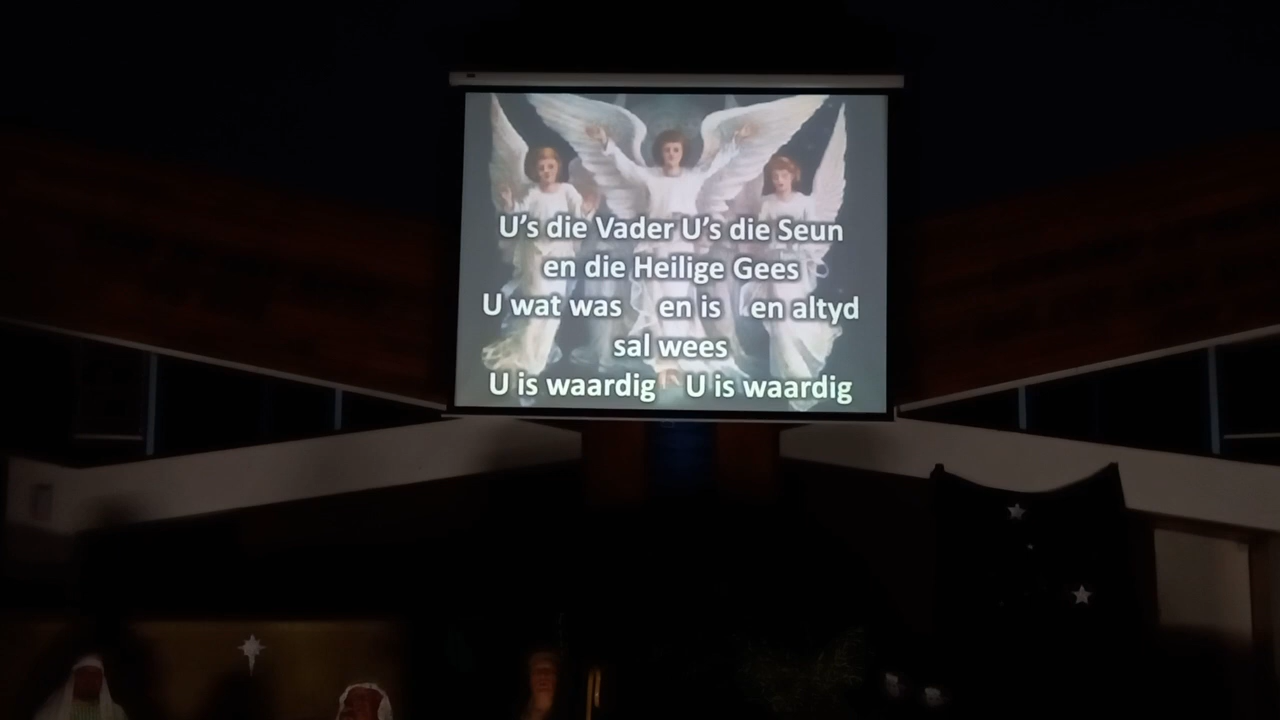 U's die Vader U's die Seun
en die Heilige Gees
U wat was en is en altyd
sal wees
U is waardig U is waardig